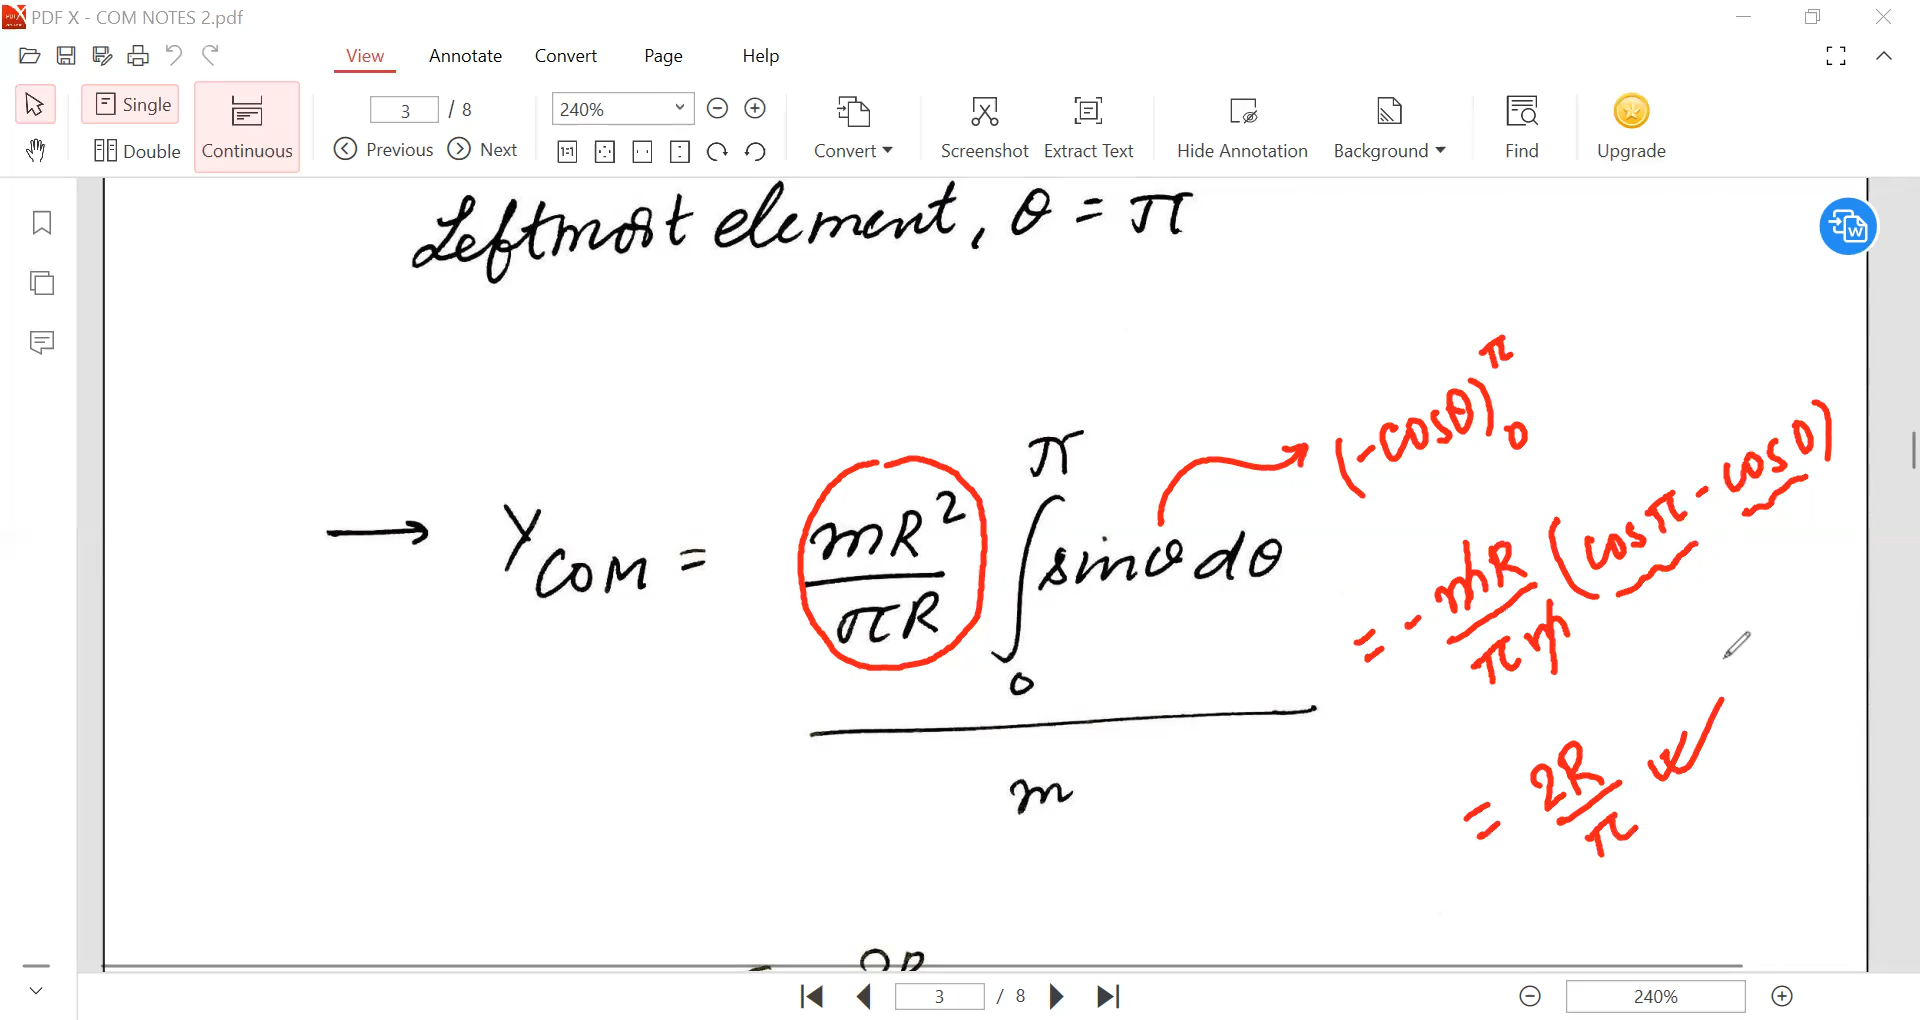 PDF X - COM NOTES 2.pdf
View Annotate Convert Page Help
Single
Double
Continuous
3 / 8
Previous Next
240%
Convert
Screenshot
Extract Text
Hide Annotation
Background
Find
Upgrade
Leftmost element, θ = π
→ Y_COM = (mR²/πR ∫₀^π sinθ dθ) / m
(-cosθ)₀^π
= - mR/πm (cosπ - cos0)
= 2R/π
3 / 8
240%